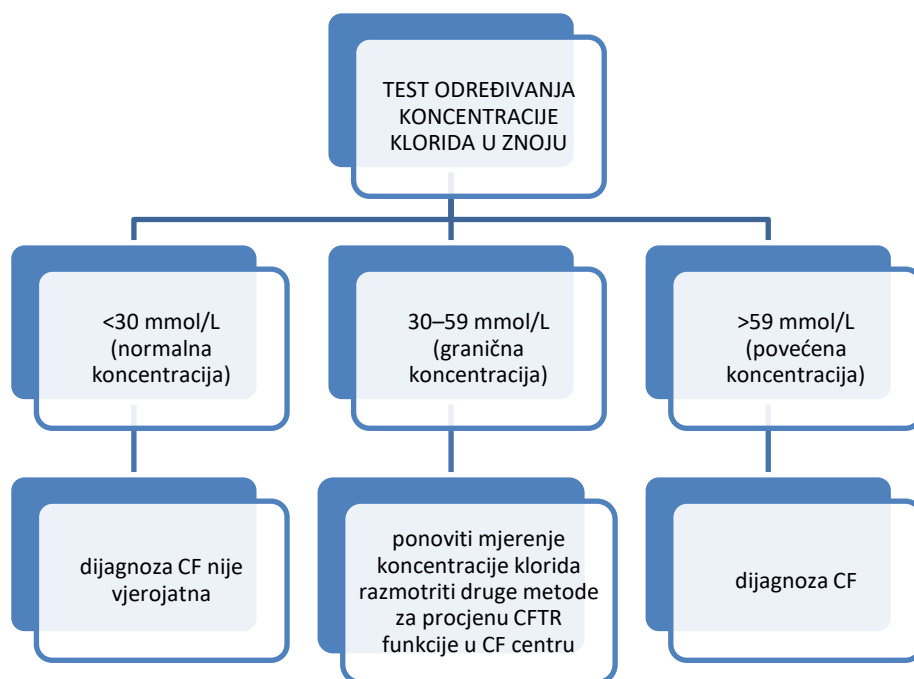 TEST ODREĐIVANJA
KONCENTRACIJE
KLORIDA U ZNOJU
<30 mmol/L
(normalna
koncentracija)
30–59 mmol/L
(granična
koncentracija)
>59 mmol/L
(povećena
koncentracija)
dijagnoza CF nije
vjerojatna
ponoviti mjerenje
koncentracije klorida
razmotriti druge metode
za procjenu CFTR
funkcije u CF centru
dijagnoza CF